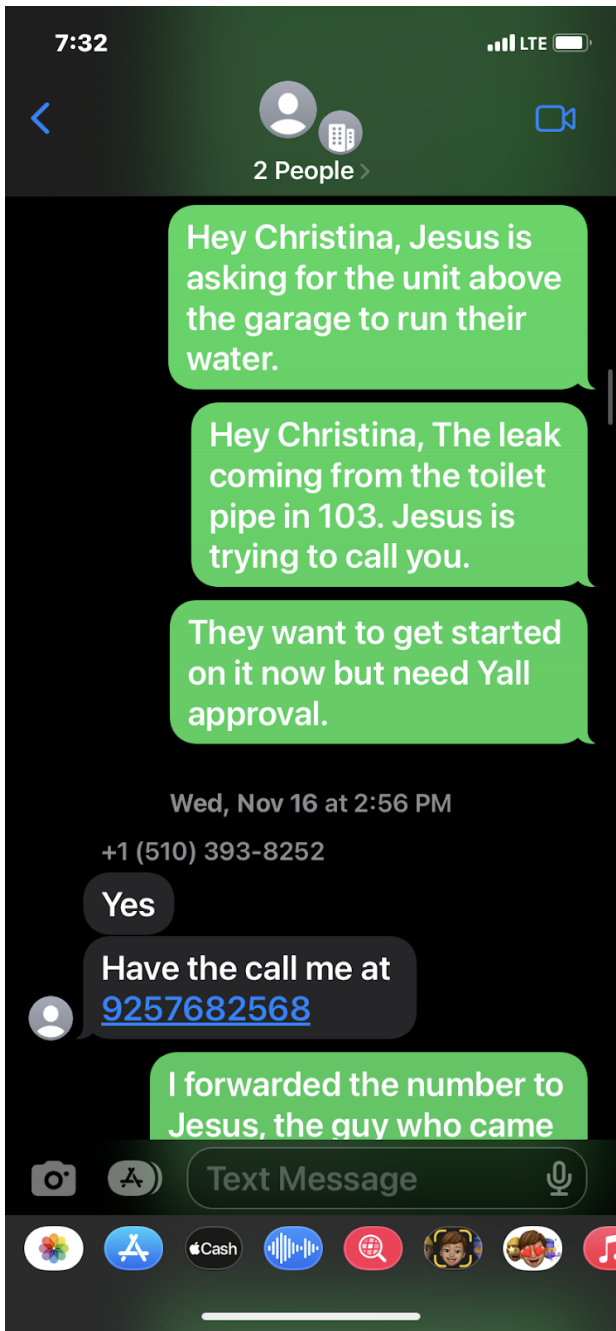 7:32
LTE
2 People
Hey Christina, Jesus is
asking for the unit above
the garage to run their
water.
Hey Christina, The leak
coming from the toilet
pipe in 103. Jesus is
trying to call you.
They want to get started
on it now but need Yall
approval.
Wed, Nov 16 at 2:56 PM
+1 (510) 393-8252
Yes
Have the call me at
9257682568
I forwarded the number to
Jesus, the guy who came
Text Message
Cash